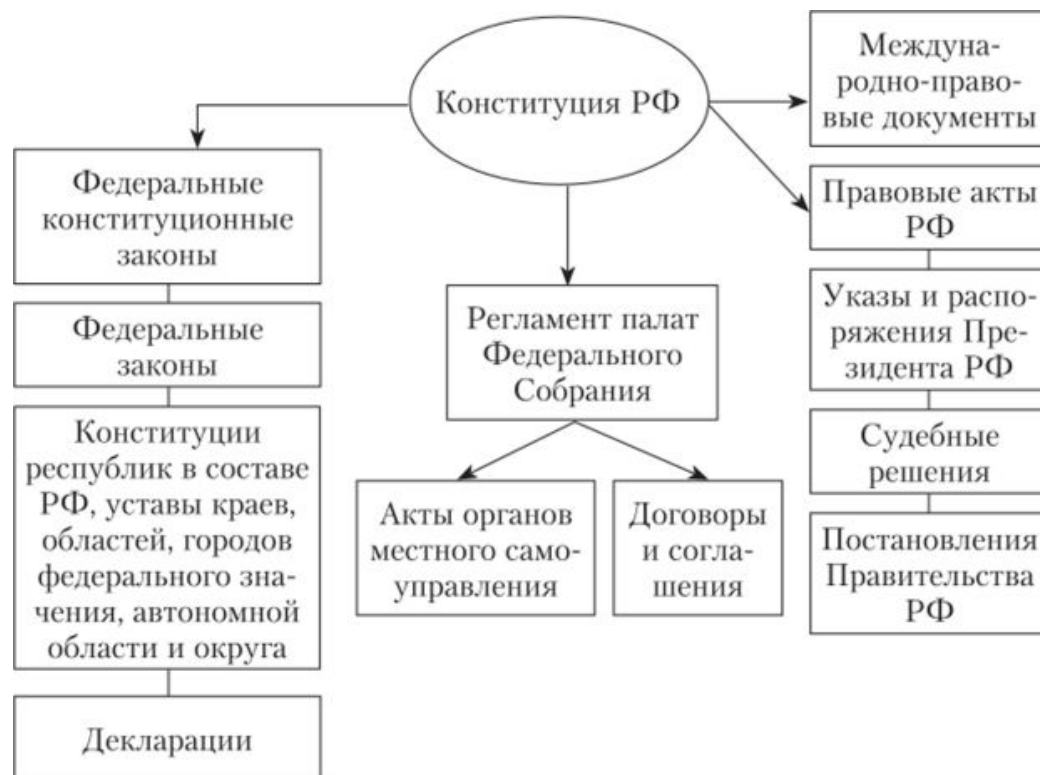 Конституция РФ
Междуна-
родно-право-
вые документы
Федеральные
конституционные
законы
Правовые акты
РФ
Федеральные
законы
Регламент палат
Федерального
Собрания
Указы и распо-
ряжения Пре-
зидента РФ
Конституции
республик в составе
РФ, уставы краев,
областей, городов
федерального зна-
чения, автономной
области и округа
Судебные
решения
Акты органов
местного само-
управления
Договоры
и согла-
шения
Постановления
Правительства
РФ
Декларации